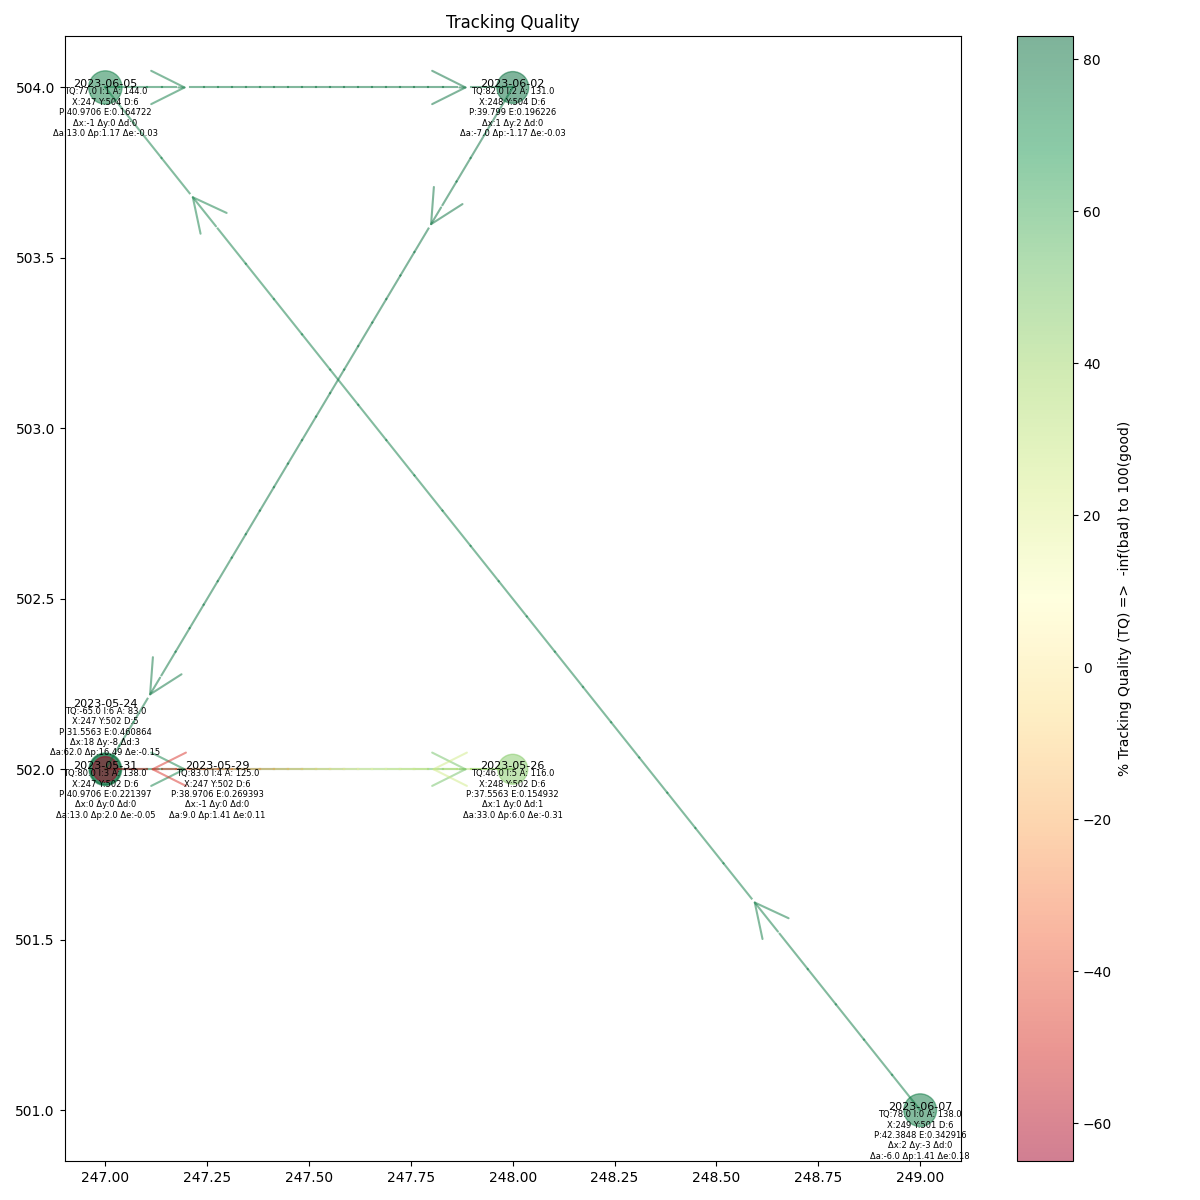 Tracking Quality
2023-06-05
TQ:77.0 I:1 A: 144.0
X:247 Y:504 D:6
P:40.9706 E:0.164722
Δx:-1 Δy:0 Δd:0
Δa:13.0 Δp:1.17 Δe:-0.03
2023-06-02
TQ:82.0 I:2 A: 131.0
X:248 Y:504 D:6
P:39.799 E:0.196226
Δx:1 Δy:2 Δd:0
Δa:-7.0 Δp:-1.17 Δe:-0.03
2023-05-24
TQ:-65.0 I:6 A: 83.0
X:247 Y:502 D:5
P:31.5563 E:0.460864
Δx:18 Δy:-8 Δd:3
Δa:62.0 Δp:16.49 Δe:-0.15
2023-05-31
TQ:80.0 I:3 A: 138.0
X:247 Y:502 D:6
P:40.9706 E:0.221397
Δx:0 Δy:0 Δd:0
Δa:13.0 Δp:2.0 Δe:-0.05
2023-05-29
TQ:83.0 I:4 A: 125.0
X:247 Y:502 D:6
P:38.9706 E:0.269393
Δx:-1 Δy:0 Δd:0
Δa:9.0 Δp:1.41 Δe:0.11
2023-05-26
TQ:46.0 I:5 A: 116.0
X:248 Y:502 D:6
P:37.5563 E:0.154932
Δx:1 Δy:0 Δd:1
Δa:33.0 Δp:6.0 Δe:-0.31
2023-06-07
TQ:78.0 I:0 A: 138.0
X:249 Y:501 D:6
P:42.3848 E:0.342916
Δx:2 Δy:-3 Δd:0
Δa:-6.0 Δp:1.41 Δe:0.18
504.0
503.5
503.0
502.5
502.0
501.5
501.0
247.00 247.25 247.50 247.75 248.00 248.25 248.50 248.75 249.00
80
60
40
20
0
−20
−40
−60
% Tracking Quality (TQ) => -inf(bad) to 100(good)